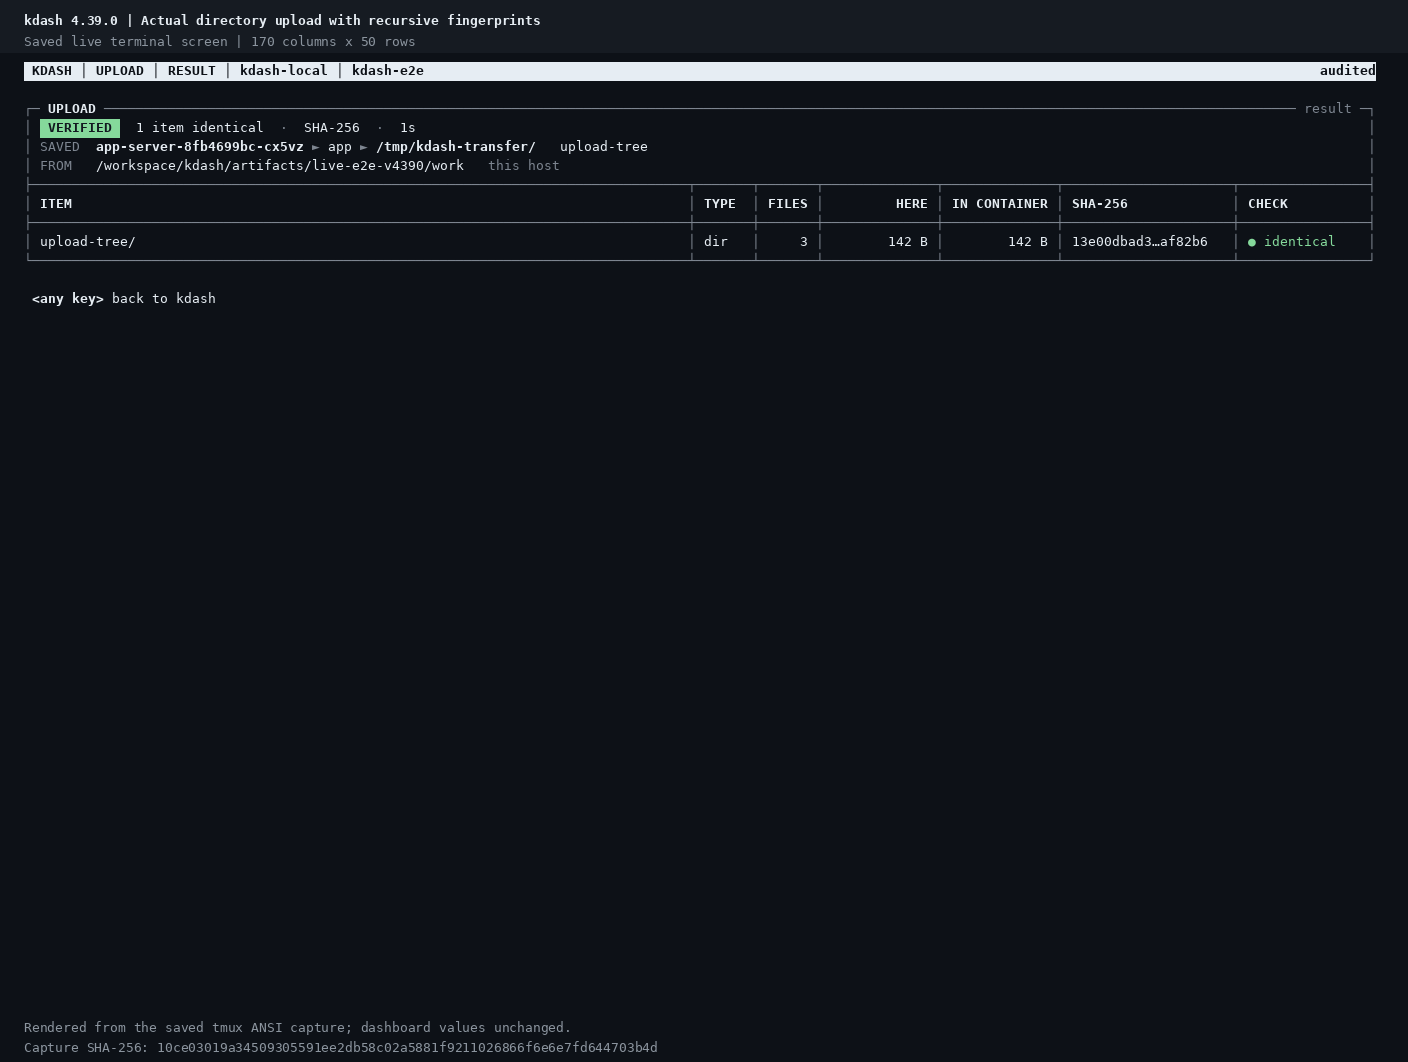 kdash 4.39.0 | Actual directory upload with recursive fingerprints
Saved live terminal screen | 170 columns x 50 rows
KDASH │ UPLOAD │ RESULT │ kdash-local │ kdash-e2e audited
UPLOAD result
VERIFIED 1 item identical · SHA-256 · 1s
SAVED app-server-8fb4699bc-cx5vz ► app ► /tmp/kdash-transfer/ upload-tree
FROM /workspace/kdash/artifacts/live-e2e-v4390/work this host
ITEM │ TYPE │ FILES │ HERE │ IN CONTAINER │ SHA-256 │ CHECK
upload-tree/ │ dir │ 3 │ 142 B │ 142 B │ 13e00dbad3…af82b6 │ ● identical
<any key> back to kdash
Rendered from the saved tmux ANSI capture; dashboard values unchanged.
Capture SHA-256: 10ce03019a34509305591ee2db58c02a5881f9211026866f6e6e7fd644703b4d